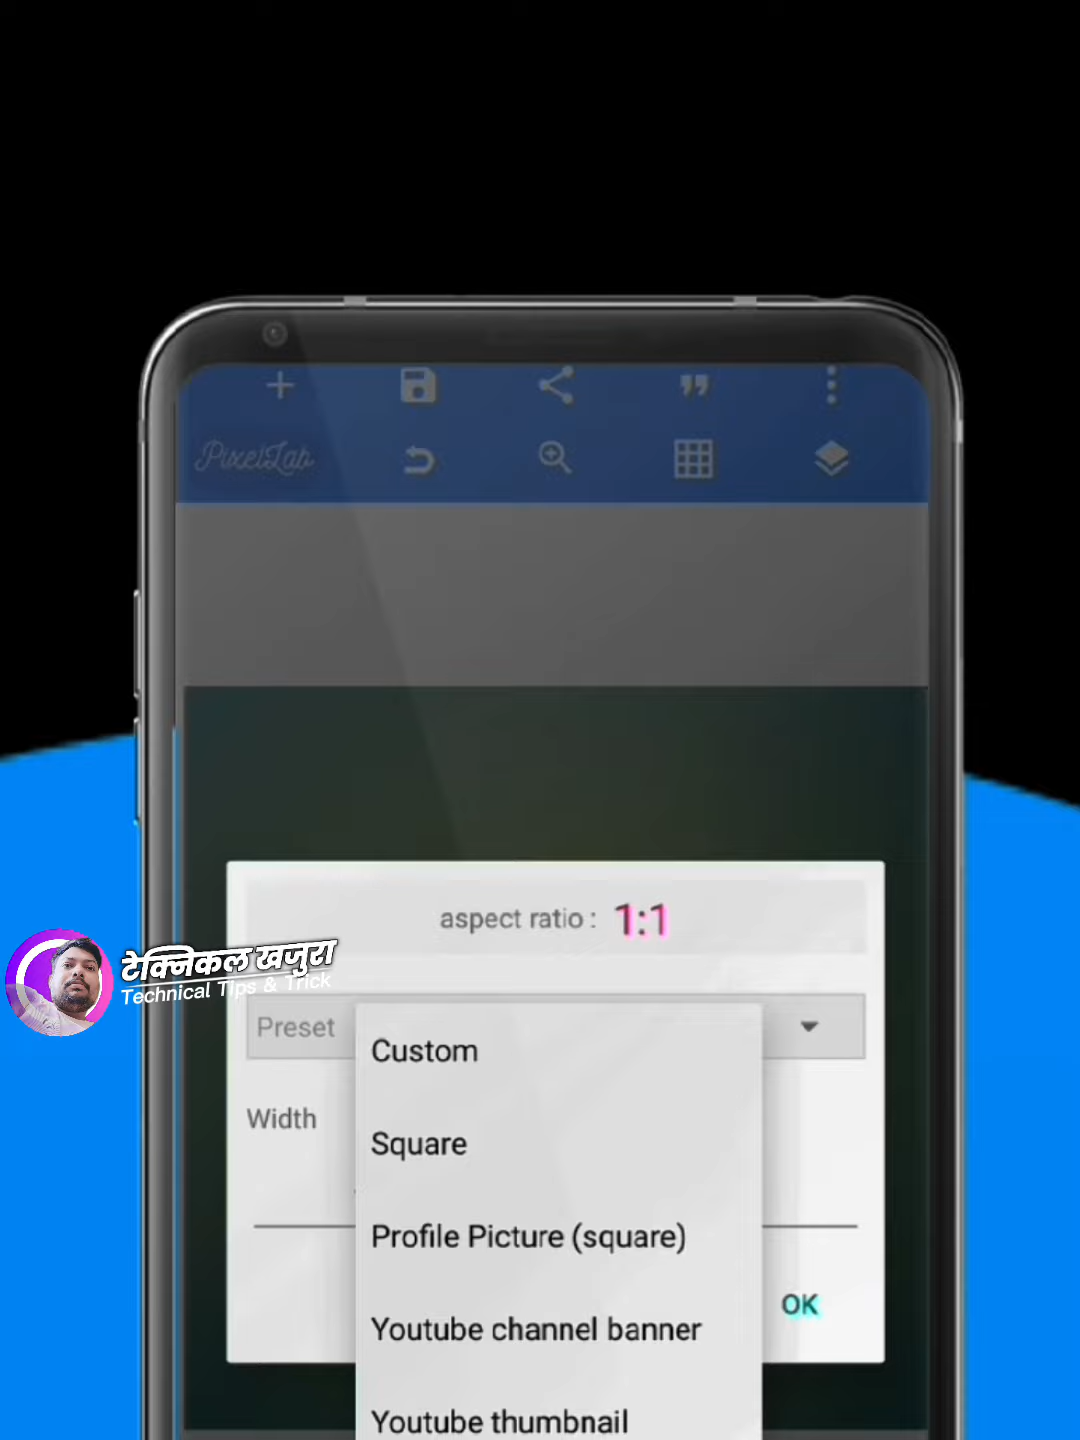 PixelLab
aspect ratio : 1:1
टेक्निकल खजुरा
Technical Tips & Trick
Preset
Custom
Width
Square
Profile Picture (square)
OK
Youtube channel banner
Youtube thumbnail